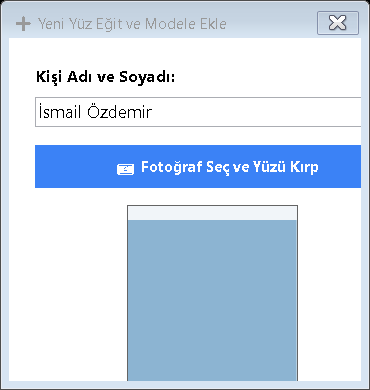 Yeni Yüz Eğit ve Modele Ekle
Kişi Adı ve Soyadı:
İsmail Özdemir
Fotoğraf Seç ve Yüzü Kırp